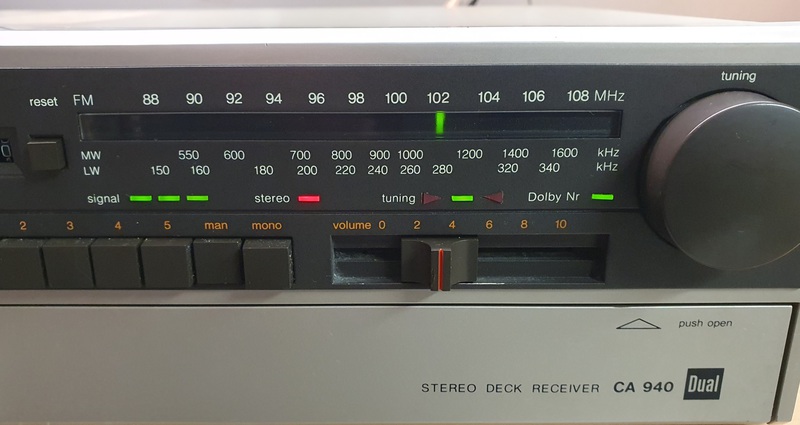 tuning
reset FM 88 90 92 94 96 98 100 102 104 106 108 MHz
MW 550 600 700 800 900 1000 1200 1400 1600 kHz
LW 150 160 180 200 220 240 260 280 320 340 kHz
signal stereo tuning Dolby Nr
2 3 4 5 man mono volume 0 2 4 6 8 10
push open
STEREO DECK RECEIVER CA 940 Dual